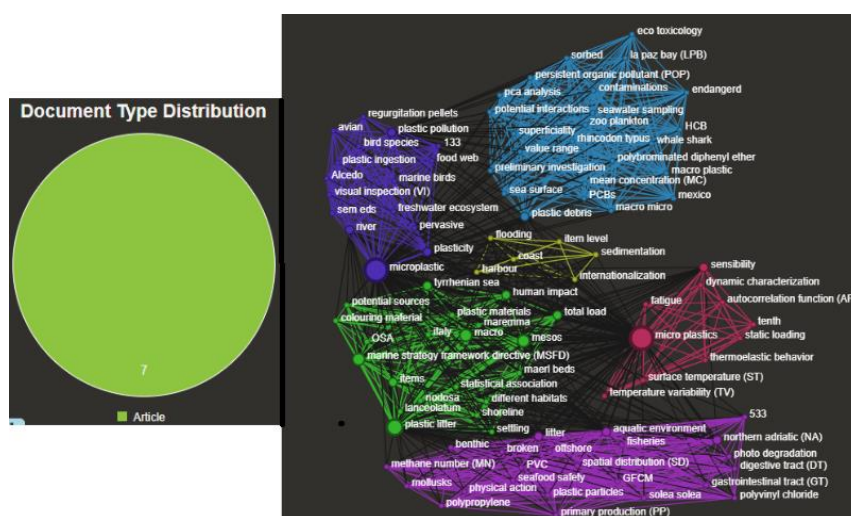 Document Type Distribution
7
Article
eco toxicology
sorbed
la paz bay (LPB)
persistent organic pollutant (POP)
pca analysis
contaminations
endangerd
potential interactions
seawater sampling
zoo plankton
HCB
superficiality
rhincodon typus
whale shark
value range
polybrominated diphenyl ether
preliminary investigation
macro plastic
mean concentration (MC)
sea surface
PCBs
mexico
macro micro
plastic debris
regurgitation pellets
avian
plastic pollution
bird species
133
plastic ingestion
food web
Alcedo
marine birds
visual inspection (VI)
freshwater ecosystem
sem eds
pervasive
river
plasticity
microplastic
flooding
item level
coast
sedimentation
harbour
internationalization
tyrrhenian sea
human impact
potential sources
plastic materials
total load
colouring material
maremma
italy
macro
OSA
mesos
marine strategy framework directive (MSFD)
maerl beds
items
statistical association
nodosa
different habitats
lanceolatum
shoreline
plastic litter
settling
sensibility
dynamic characterization
fatigue
autocorrelation function (AF
tenth
micro plastics
static loading
thermoelastic behavior
surface temperature (ST)
temperature variability (TV)
533
litter
aquatic environment
northern adriatic (NA)
benthic
broken
offshore
fisheries
photo degradation
methane number (MN)
PVC
spatial distribution (SD)
digestive tract (DT)
mollusks
seafood safely
GFCM
gastrointestinal tract (GT)
physical action
plastic particles
solea solea
polyvinyl chloride
polypropylene
primary production (PP)